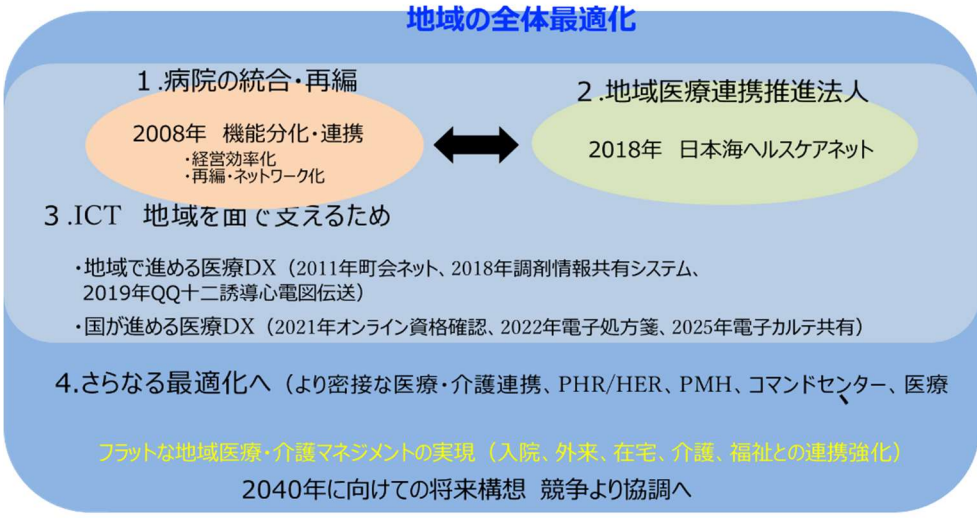 地域の全体最適化
1.病院の統合・再編
2008年 機能分化・連携
・経営効率化
・再編・ネットワーク化
2.地域医療連携推進法人
2018年 日本海ヘルスケアネット
3.ICT 地域を面で支えるため
・地域で進める医療DX(2011年町会ネット、2018年調剤情報共有システム、
2019年QQ十二誘導心電図伝送)
・国が進める医療DX(2021年オンライン資格確認、2022年電子処方箋、2025年電子カルテ共有)
4.さらなる最適化へ(より密接な医療・介護連携、PHR/HER、PMH、コマンドセンター、医療
、
フラットな地域医療・介護マネジメントの実現(入院、外来、在宅、介護、福祉との連携強化)
2040年に向けての将来構想 競争より協調へ